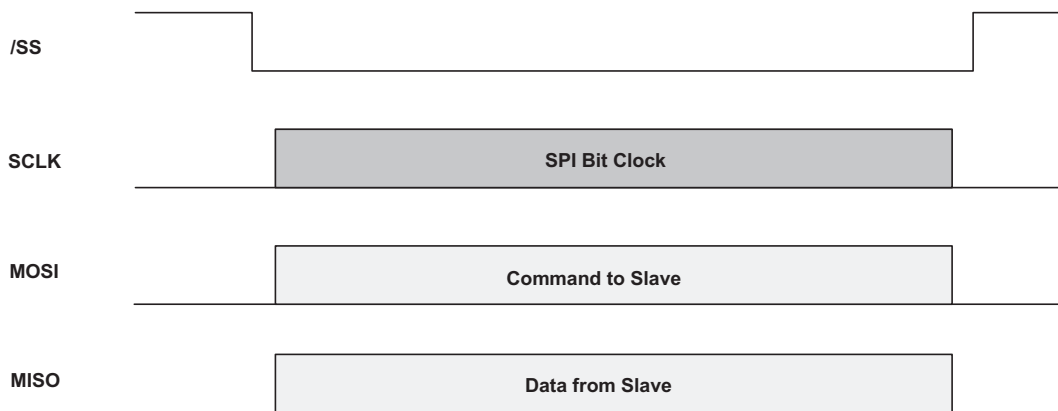 /SS
SCLK
SPI Bit Clock
MOSI
Command to Slave
MISO
Data from Slave